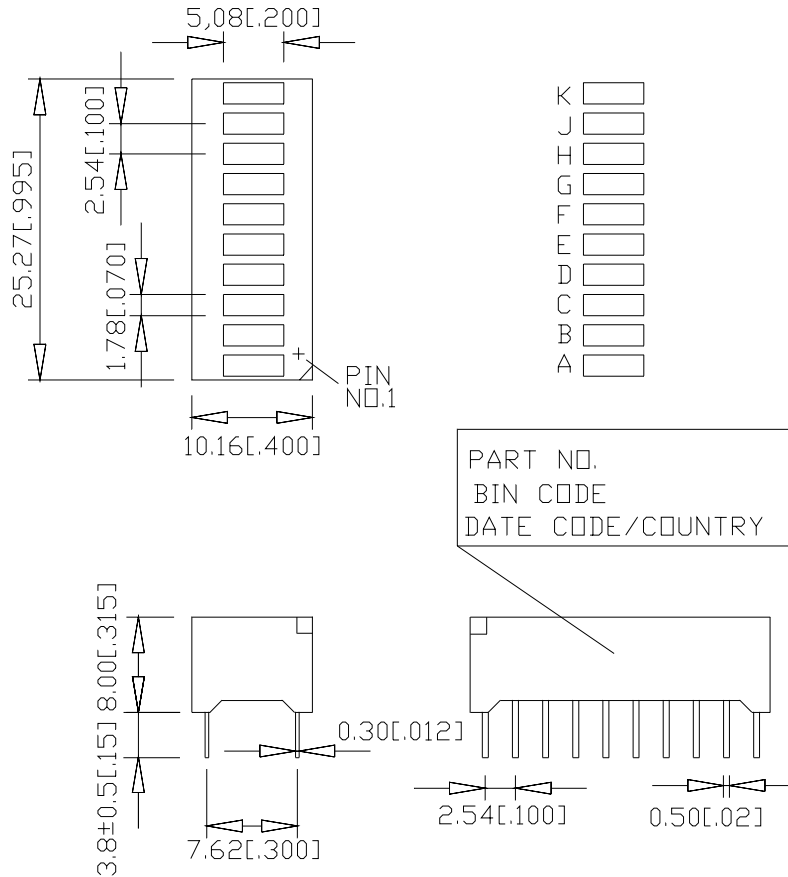 5,08[.200]
25.27[.995]
2.54[.100]
1.78[.070]
PIN
NO.1
10.16[.400]
K
J
H
G
F
E
D
C
B
A
PART NO.
BIN CODE
DATE CODE/COUNTRY
8.00[.315]
3.8±0.5[.15]
0.30[.012]
7.62[.300]
2.54[.100]
0.50[.02]